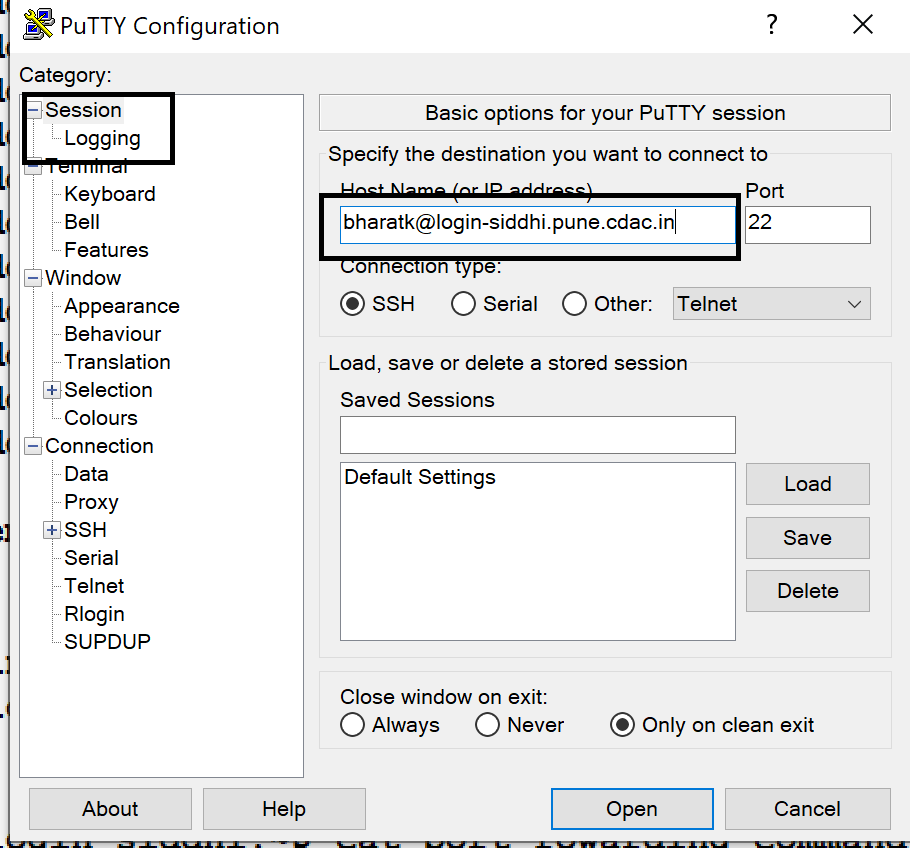 PuTTY Configuration
?
Category:
Session
Logging
Terminal
Keyboard
Bell
Features
Window
Appearance
Behaviour
Translation
Selection
Colours
Connection
Data
Proxy
SSH
Serial
Telnet
Rlogin
SUPDUP
Basic options for your PuTTY session
Specify the destination you want to connect to
Host Name (or IP address) Port
bharatk@login-siddhi.pune.cdac.in 22
Connection type:
SSH Serial Other: Telnet
Load, save or delete a stored session
Saved Sessions
Default Settings
Load
Save
Delete
Close window on exit:
Always Never Only on clean exit
About Help Open Cancel